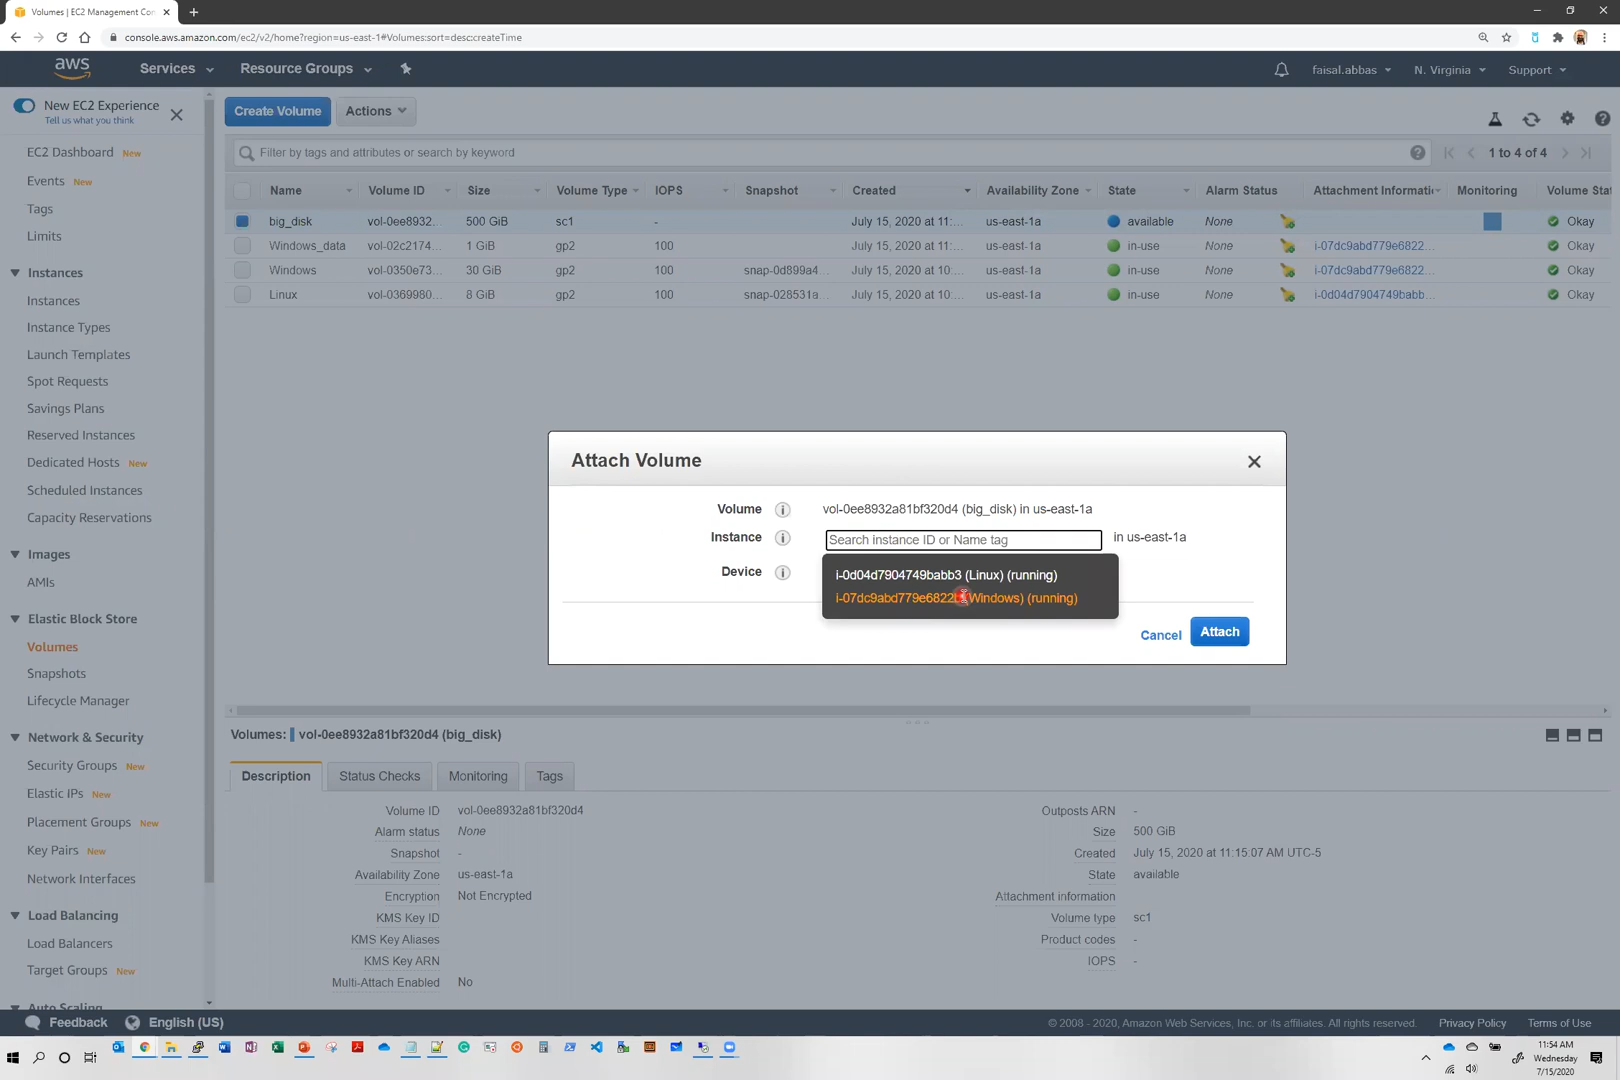 Volumes | EC2 Management Con
console.aws.amazon.com/ec2/v2/home?region=us-east-1#Volumes:sort=desc:createTime
aws
Services
Resource Groups
faisal.abbas
N. Virginia
Support
New EC2 Experience
Tell us what you think
EC2 Dashboard New
Events New
Tags
Limits
Instances
Instances
Instance Types
Launch Templates
Spot Requests
Savings Plans
Reserved Instances
Dedicated Hosts New
Scheduled Instances
Capacity Reservations
Images
AMIs
Elastic Block Store
Volumes
Snapshots
Lifecycle Manager
Network & Security
Security Groups New
Elastic IPs New
Placement Groups New
Key Pairs New
Network Interfaces
Load Balancing
Load Balancers
Target Groups New
Auto Scaling
Create Volume
Actions
Filter by tags and attributes or search by keyword
1 to 4 of 4
Name Volume ID Size Volume Type IOPS Snapshot Created Availability Zone State Alarm Status Attachment Informati Monitoring Volume Stat
big_disk vol-0ee8932... 500 GiB sc1 - July 15, 2020 at 11:... us-east-1a available None Okay
Windows_data vol-02c2174... 1 GiB gp2 100 July 15, 2020 at 11:... us-east-1a in-use None i-07dc9abd779e6822... Okay
Windows vol-0350e73... 30 GiB gp2 100 snap-0d899a4... July 15, 2020 at 10:... us-east-1a in-use None i-07dc9abd779e6822... Okay
Linux vol-0369980... 8 GiB gp2 100 snap-028531a... July 15, 2020 at 10:... us-east-1a in-use None i-0d04d7904749babb... Okay
Attach Volume
Volume vol-0ee8932a81bf320d4 (big_disk) in us-east-1a
Instance Search instance ID or Name tag in us-east-1a
Device
i-0d04d7904749babb3 (Linux) (running)
i-07dc9abd779e6822 Windows) (running)
Cancel
Attach
Volumes: vol-0ee8932a81bf320d4 (big_disk)
Description Status Checks Monitoring Tags
Volume ID vol-0ee8932a81bf320d4
Alarm status None
Snapshot -
Availability Zone us-east-1a
Encryption Not Encrypted
KMS Key ID
KMS Key Aliases
KMS Key ARN
Multi-Attach Enabled No
Outposts ARN -
Size 500 GiB
Created July 15, 2020 at 11:15:07 AM UTC-5
State available
Attachment information
Volume type sc1
Product codes -
IOPS -
Feedback
English (US)
© 2008 - 2020, Amazon Web Services, Inc. or its affiliates. All rights reserved.
Privacy Policy
Terms of Use
11:54 AM
Wednesday
7/15/2020